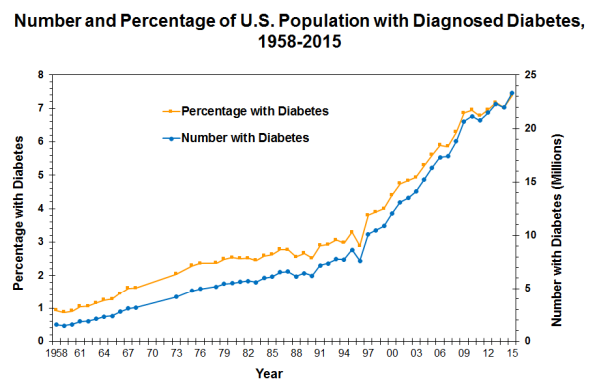 Number and Percentage of U.S. Population with Diagnosed Diabetes,
1958-2015
Percentage with Diabetes
8
7
6
5
4
3
2
1
0
Percentage with Diabetes
Number with Diabetes
25
20
15
10
5
0
Number with Diabetes (Millions)
1958 61 64 67 70 73 76 79 82 85 88 91 94 97 00 03 06 09 12 15
Year